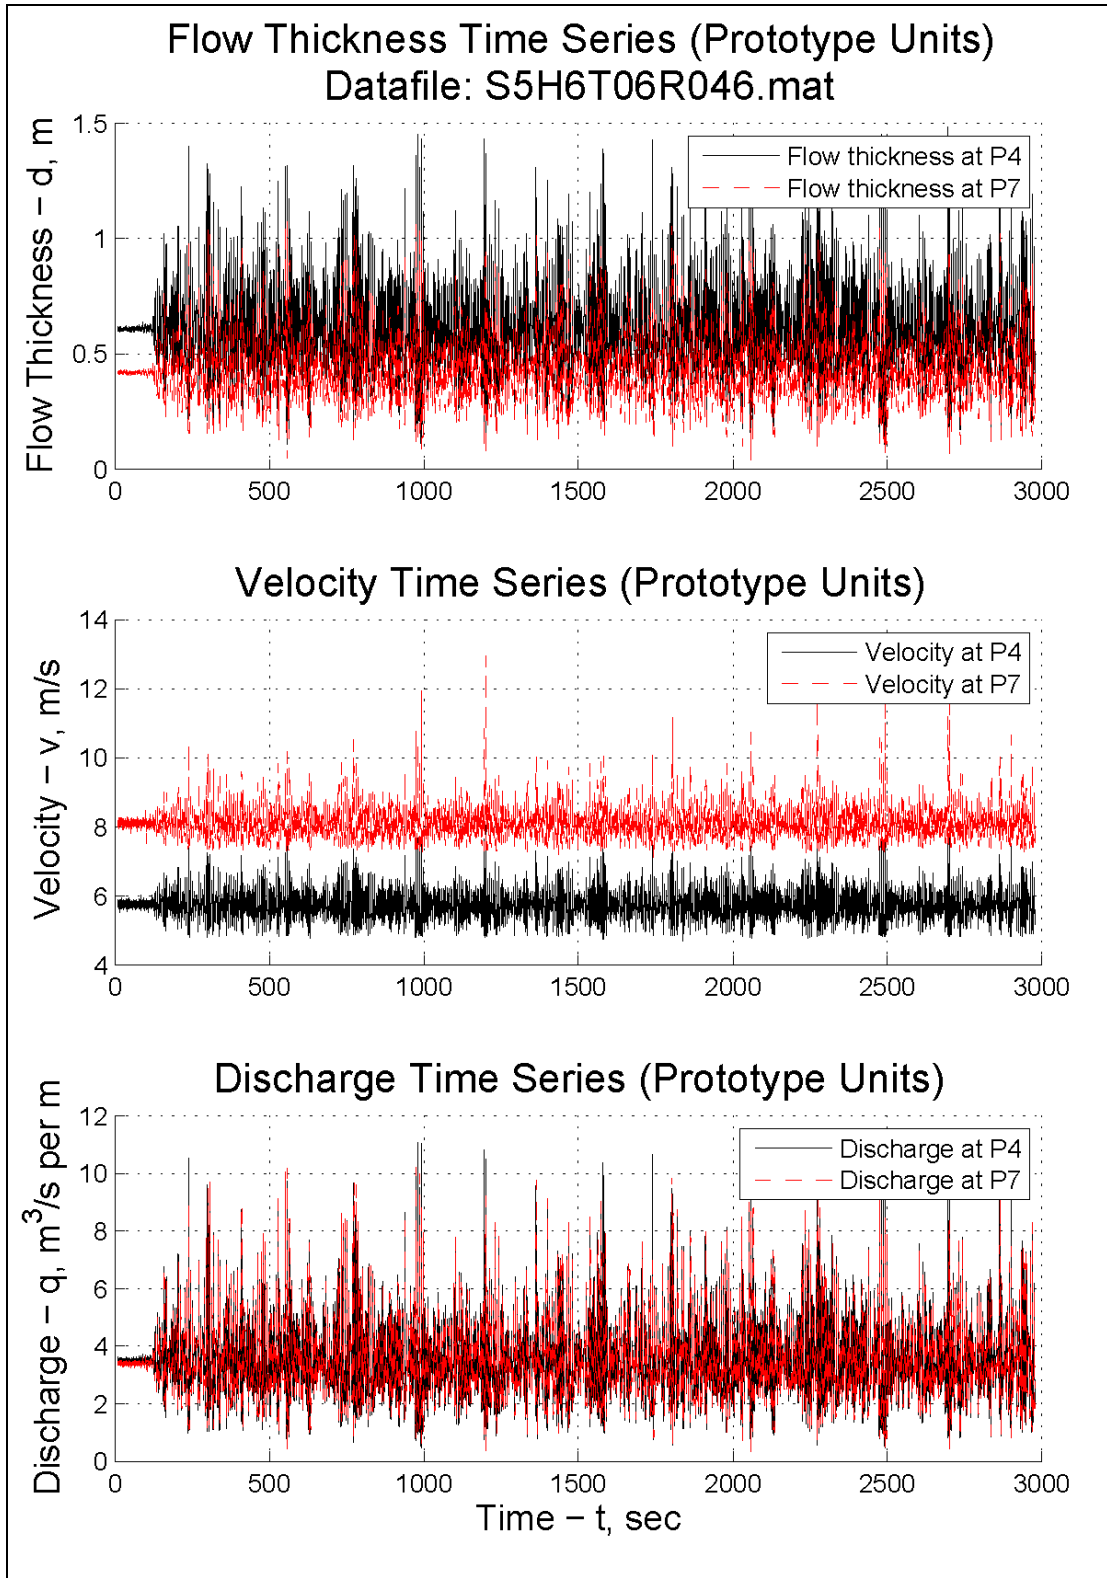 Flow Thickness Time Series (Prototype Units)
Datafile: S5H6T06R046.mat
Flow Thickness − d, m
1.5
1
0.5
0
Flow thickness at P4
Flow thickness at P7
0 500 1000 1500 2000 2500 3000
Velocity Time Series (Prototype Units)
Velocity − v, m/s
14
12
10
8
6
4
Velocity at P4
Velocity at P7
0 500 1000 1500 2000 2500 3000
Discharge Time Series (Prototype Units)
Discharge − q, m³/s per m
12
10
8
6
4
2
0
Discharge at P4
Discharge at P7
0 500 1000 1500 2000 2500 3000
Time − t, sec